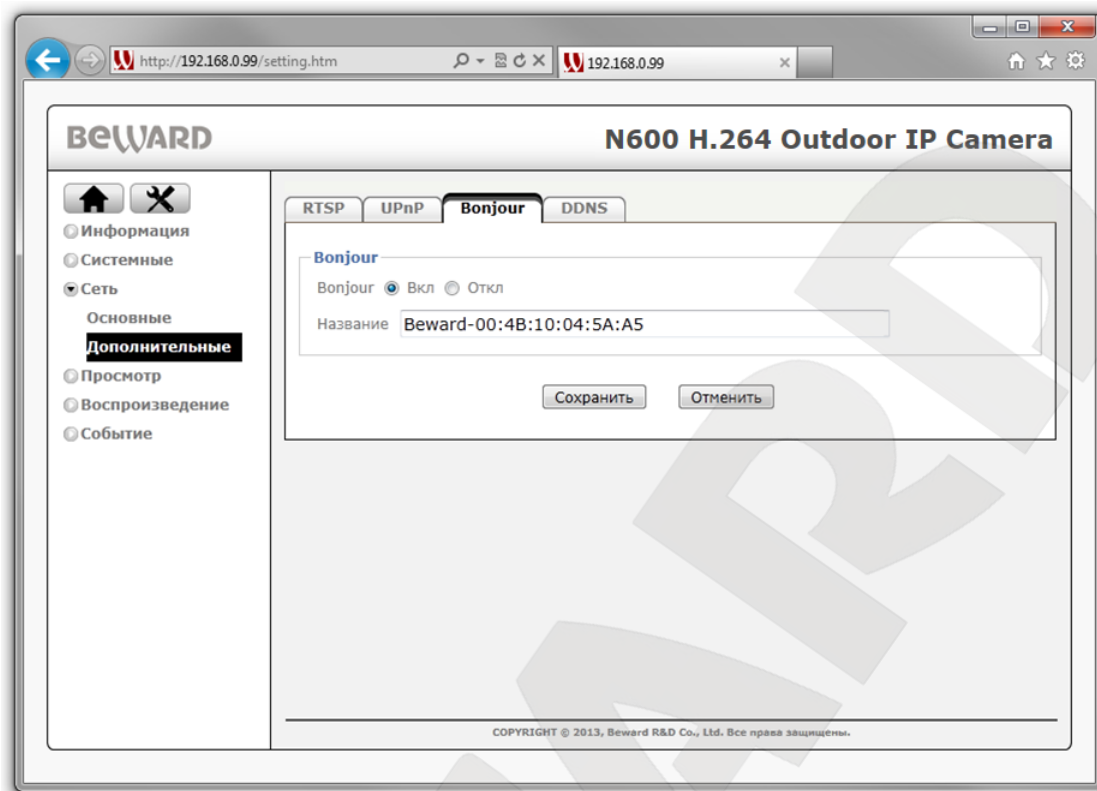 http://192.168.0.99/setting.htm
192.168.0.99
BEWARD
N600 H.264 Outdoor IP Camera
Информация
Системные
Сеть
Основные
Дополнительные
Просмотр
Воспроизведение
Событие
RTSP UPnP Bonjour DDNS
Bonjour
Bonjour Вкл Откл
Название Beward-00:4B:10:04:5A:A5
Сохранить Отменить
COPYRIGHT © 2013, Beward R&D Co., Ltd. Все права защищены.